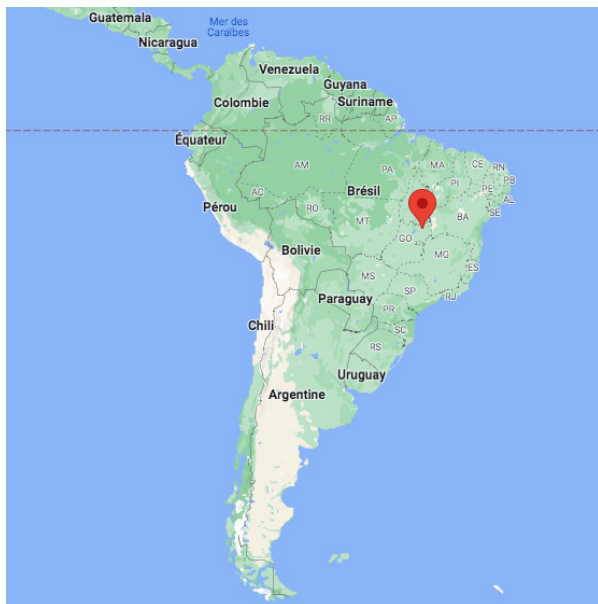 Guatemala
Mer des
Caraïbes
Nicaragua
Venezuela
Guyana
Colombie
Suriname
RR
AP
Équateur
AM
PA
MA
CE
RN
PI
PB
PE
AL
Brésil
AC
RO
SE
Pérou
MT
BA
GO
Bolivie
MG
ES
MS
SP
Paraguay
RJ
PR
Chili
SC
RS
Uruguay
Argentine